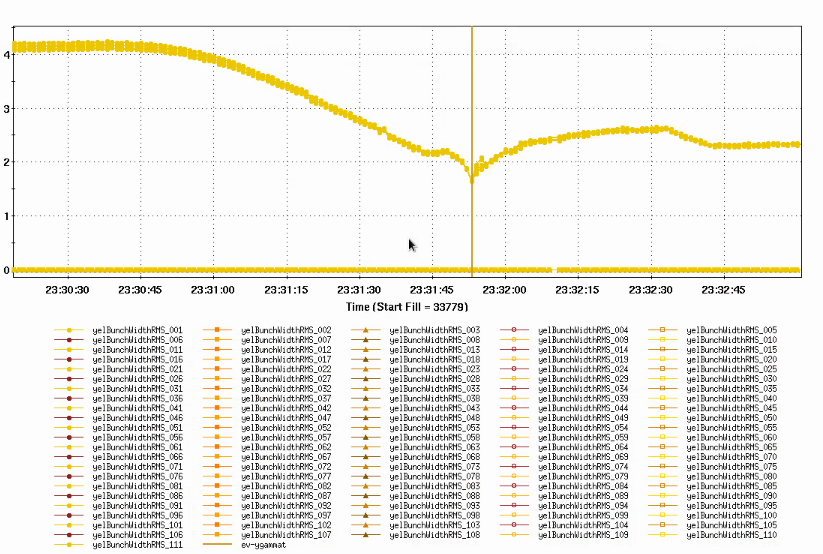 4
3
2
1
0
23:30:30 23:30:45 23:31:00 23:31:15 23:31:30 23:31:45 23:32:00 23:32:15 23:32:30 23:32:45
Time (Start Fill = 33779)
yelBunchWidthRMS_001 yelBunchWidthRMS_002 yelBunchWidthRMS_003 yelBunchWidthRMS_004 yelBunchWidthRMS_005
yelBunchWidthRMS_006 yelBunchWidthRMS_007 yelBunchWidthRMS_008 yelBunchWidthRMS_009 yelBunchWidthRMS_010
yelBunchWidthRMS_011 yelBunchWidthRMS_012 yelBunchWidthRMS_013 yelBunchWidthRMS_014 yelBunchWidthRMS_015
yelBunchWidthRMS_016 yelBunchWidthRMS_017 yelBunchWidthRMS_018 yelBunchWidthRMS_019 yelBunchWidthRMS_020
yelBunchWidthRMS_021 yelBunchWidthRMS_022 yelBunchWidthRMS_023 yelBunchWidthRMS_024 yelBunchWidthRMS_025
yelBunchWidthRMS_026 yelBunchWidthRMS_027 yelBunchWidthRMS_028 yelBunchWidthRMS_029 yelBunchWidthRMS_030
yelBunchWidthRMS_031 yelBunchWidthRMS_032 yelBunchWidthRMS_033 yelBunchWidthRMS_034 yelBunchWidthRMS_035
yelBunchWidthRMS_036 yelBunchWidthRMS_037 yelBunchWidthRMS_038 yelBunchWidthRMS_039 yelBunchWidthRMS_040
yelBunchWidthRMS_041 yelBunchWidthRMS_042 yelBunchWidthRMS_043 yelBunchWidthRMS_044 yelBunchWidthRMS_045
yelBunchWidthRMS_046 yelBunchWidthRMS_047 yelBunchWidthRMS_048 yelBunchWidthRMS_049 yelBunchWidthRMS_050
yelBunchWidthRMS_051 yelBunchWidthRMS_052 yelBunchWidthRMS_053 yelBunchWidthRMS_054 yelBunchWidthRMS_055
yelBunchWidthRMS_056 yelBunchWidthRMS_057 yelBunchWidthRMS_058 yelBunchWidthRMS_059 yelBunchWidthRMS_060
yelBunchWidthRMS_061 yelBunchWidthRMS_062 yelBunchWidthRMS_063 yelBunchWidthRMS_064 yelBunchWidthRMS_065
yelBunchWidthRMS_066 yelBunchWidthRMS_067 yelBunchWidthRMS_068 yelBunchWidthRMS_069 yelBunchWidthRMS_070
yelBunchWidthRMS_071 yelBunchWidthRMS_072 yelBunchWidthRMS_073 yelBunchWidthRMS_074 yelBunchWidthRMS_075
yelBunchWidthRMS_076 yelBunchWidthRMS_077 yelBunchWidthRMS_078 yelBunchWidthRMS_079 yelBunchWidthRMS_080
yelBunchWidthRMS_081 yelBunchWidthRMS_082 yelBunchWidthRMS_083 yelBunchWidthRMS_084 yelBunchWidthRMS_085
yelBunchWidthRMS_086 yelBunchWidthRMS_087 yelBunchWidthRMS_088 yelBunchWidthRMS_089 yelBunchWidthRMS_090
yelBunchWidthRMS_091 yelBunchWidthRMS_092 yelBunchWidthRMS_093 yelBunchWidthRMS_094 yelBunchWidthRMS_095
yelBunchWidthRMS_096 yelBunchWidthRMS_097 yelBunchWidthRMS_098 yelBunchWidthRMS_099 yelBunchWidthRMS_100
yelBunchWidthRMS_101 yelBunchWidthRMS_102 yelBunchWidthRMS_103 yelBunchWidthRMS_104 yelBunchWidthRMS_105
yelBunchWidthRMS_106 yelBunchWidthRMS_107 yelBunchWidthRMS_108 yelBunchWidthRMS_109 yelBunchWidthRMS_110
yelBunchWidthRMS_111 ev-ygammat